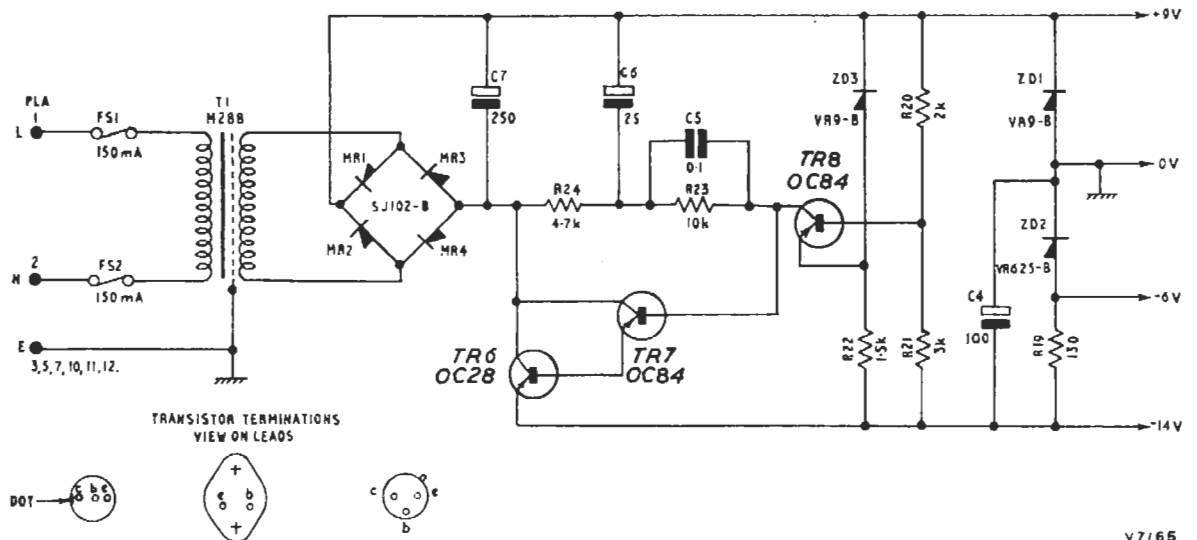 +9V
PLA
1
L
FS1
150mA
T1
M288
MR1
MR3
SJ102-B
MR2
MR4
C7
250
C6
25
C5
0·1
R24
4·7k
R23
10k
ZD3
VR9-B
R20
2k
ZD1
VR9-B
TR8
OC84
0V
2
N
FS2
150mA
ZD2
VR625-B
C4
100
-6V
R22
1·5k
R21
3k
R19
130
TR7
OC84
TR6
OC28
E
3,5,7,10,11,12.
-14V
TRANSISTOR TERMINATIONS
VIEW ON LEADS
DOT
c b e
e b
c e
b
V7/65